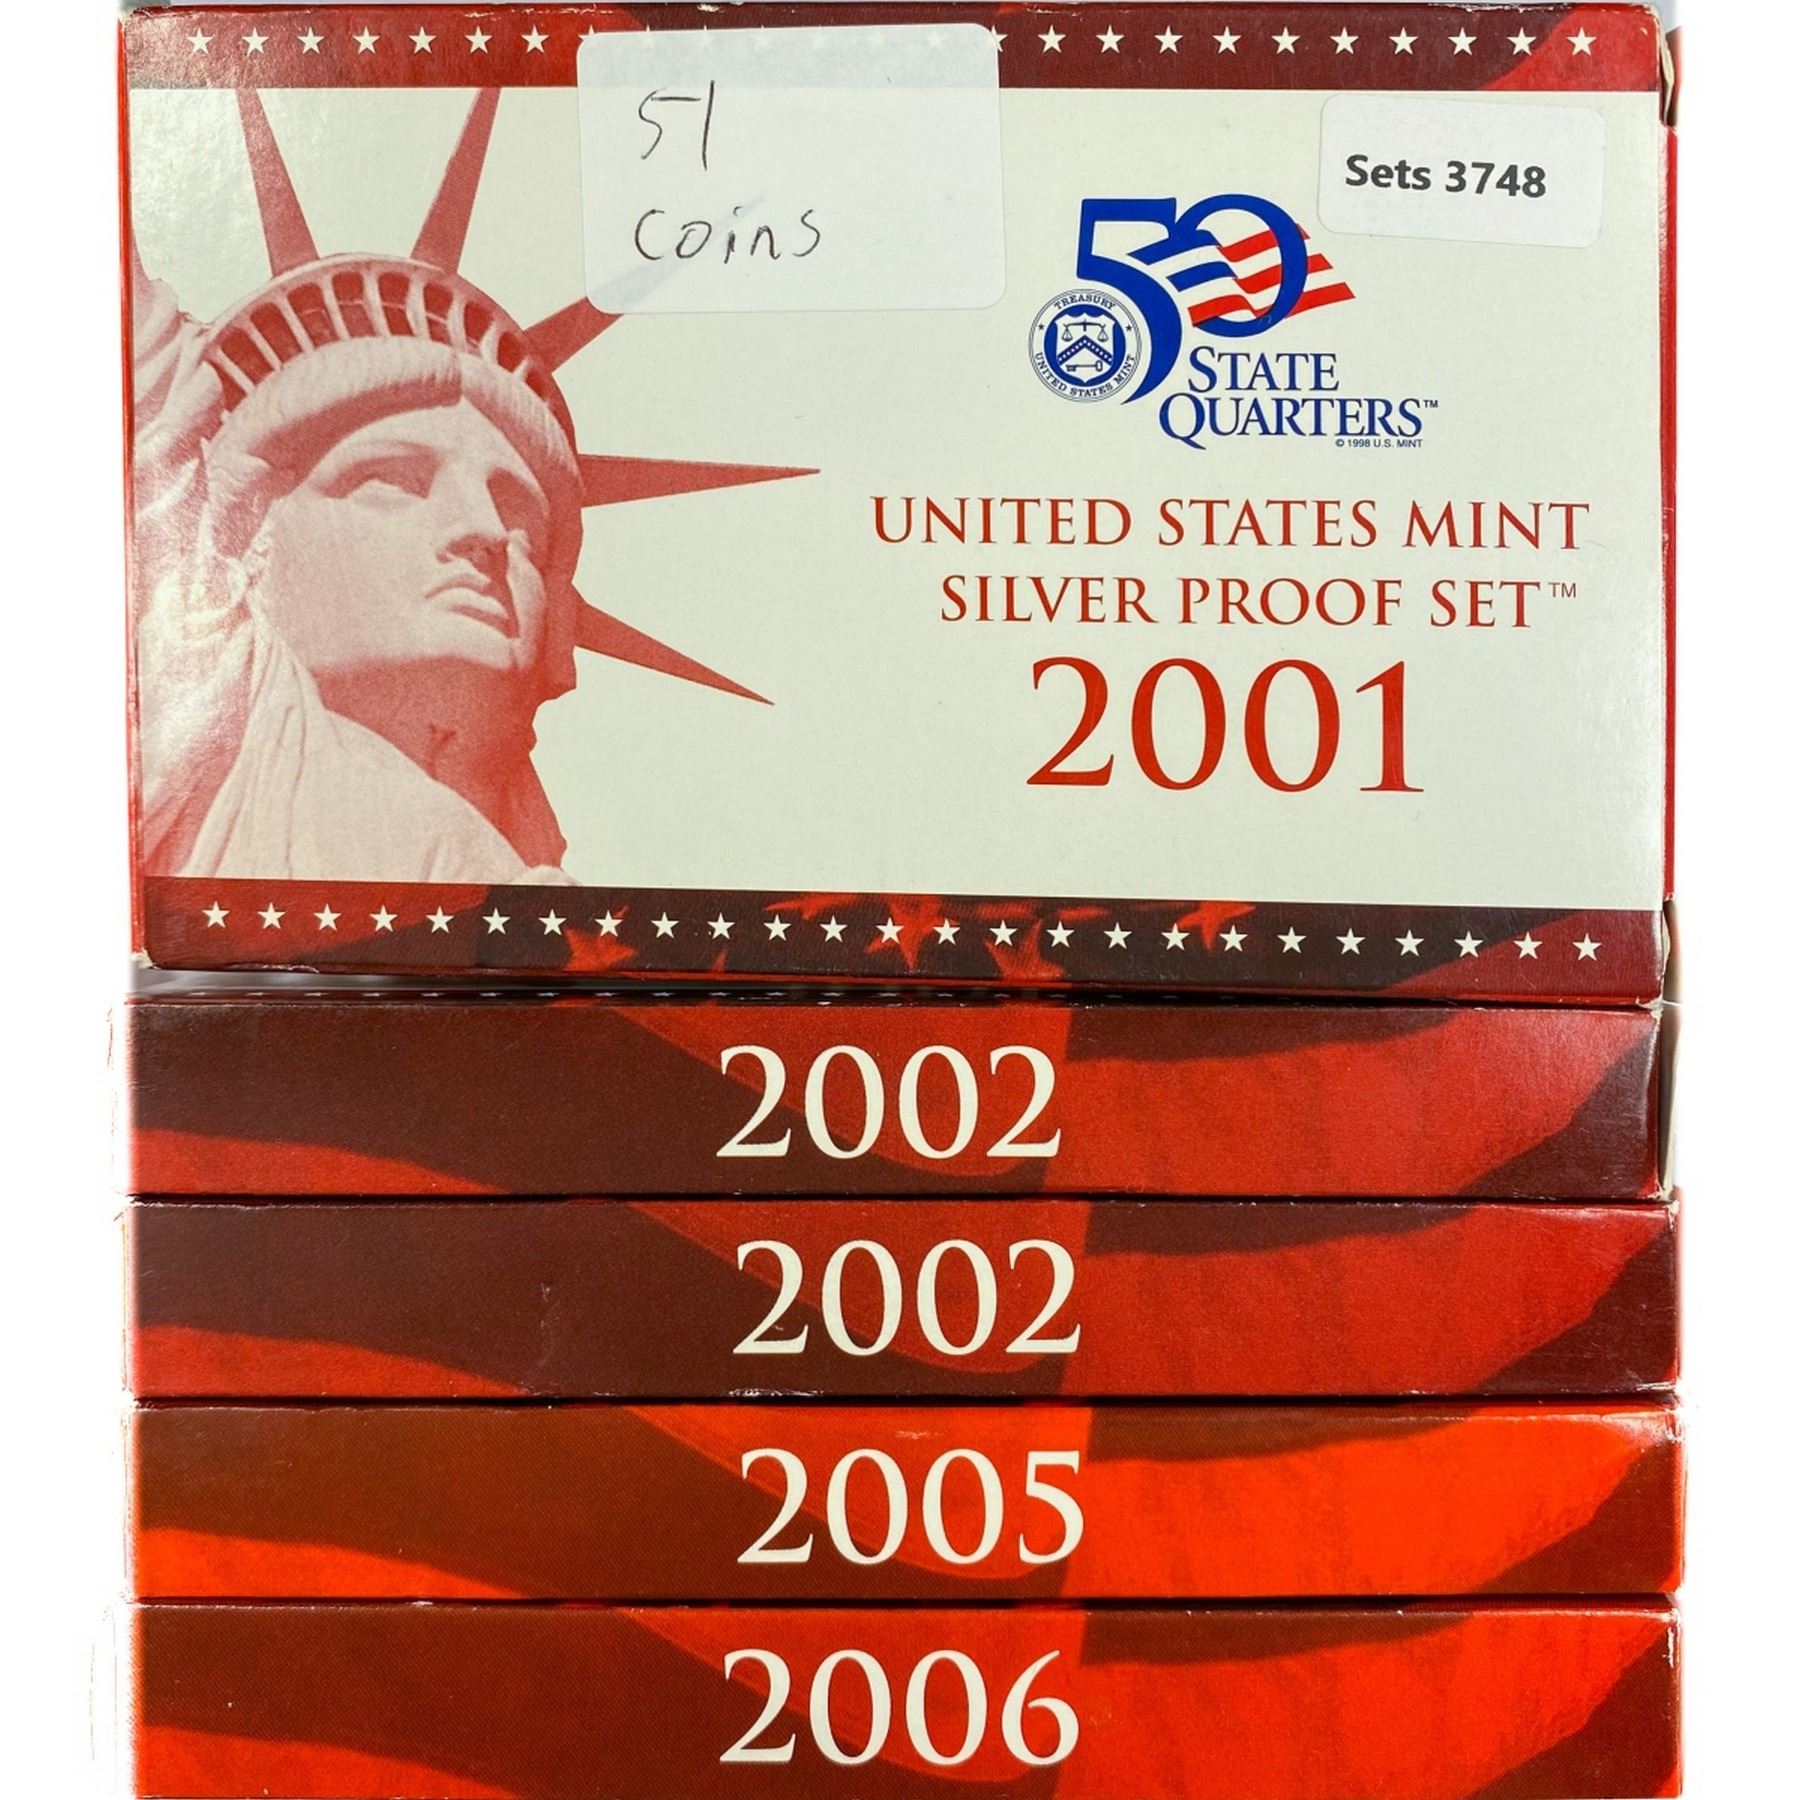 51
coins
Sets 3748
50
TREASURY
UNITED STATES MINT
STATE
QUARTERS™
© 1998 U.S. MINT
UNITED STATES MINT
SILVER PROOF SET™
2001
2002
2002
2005
2006